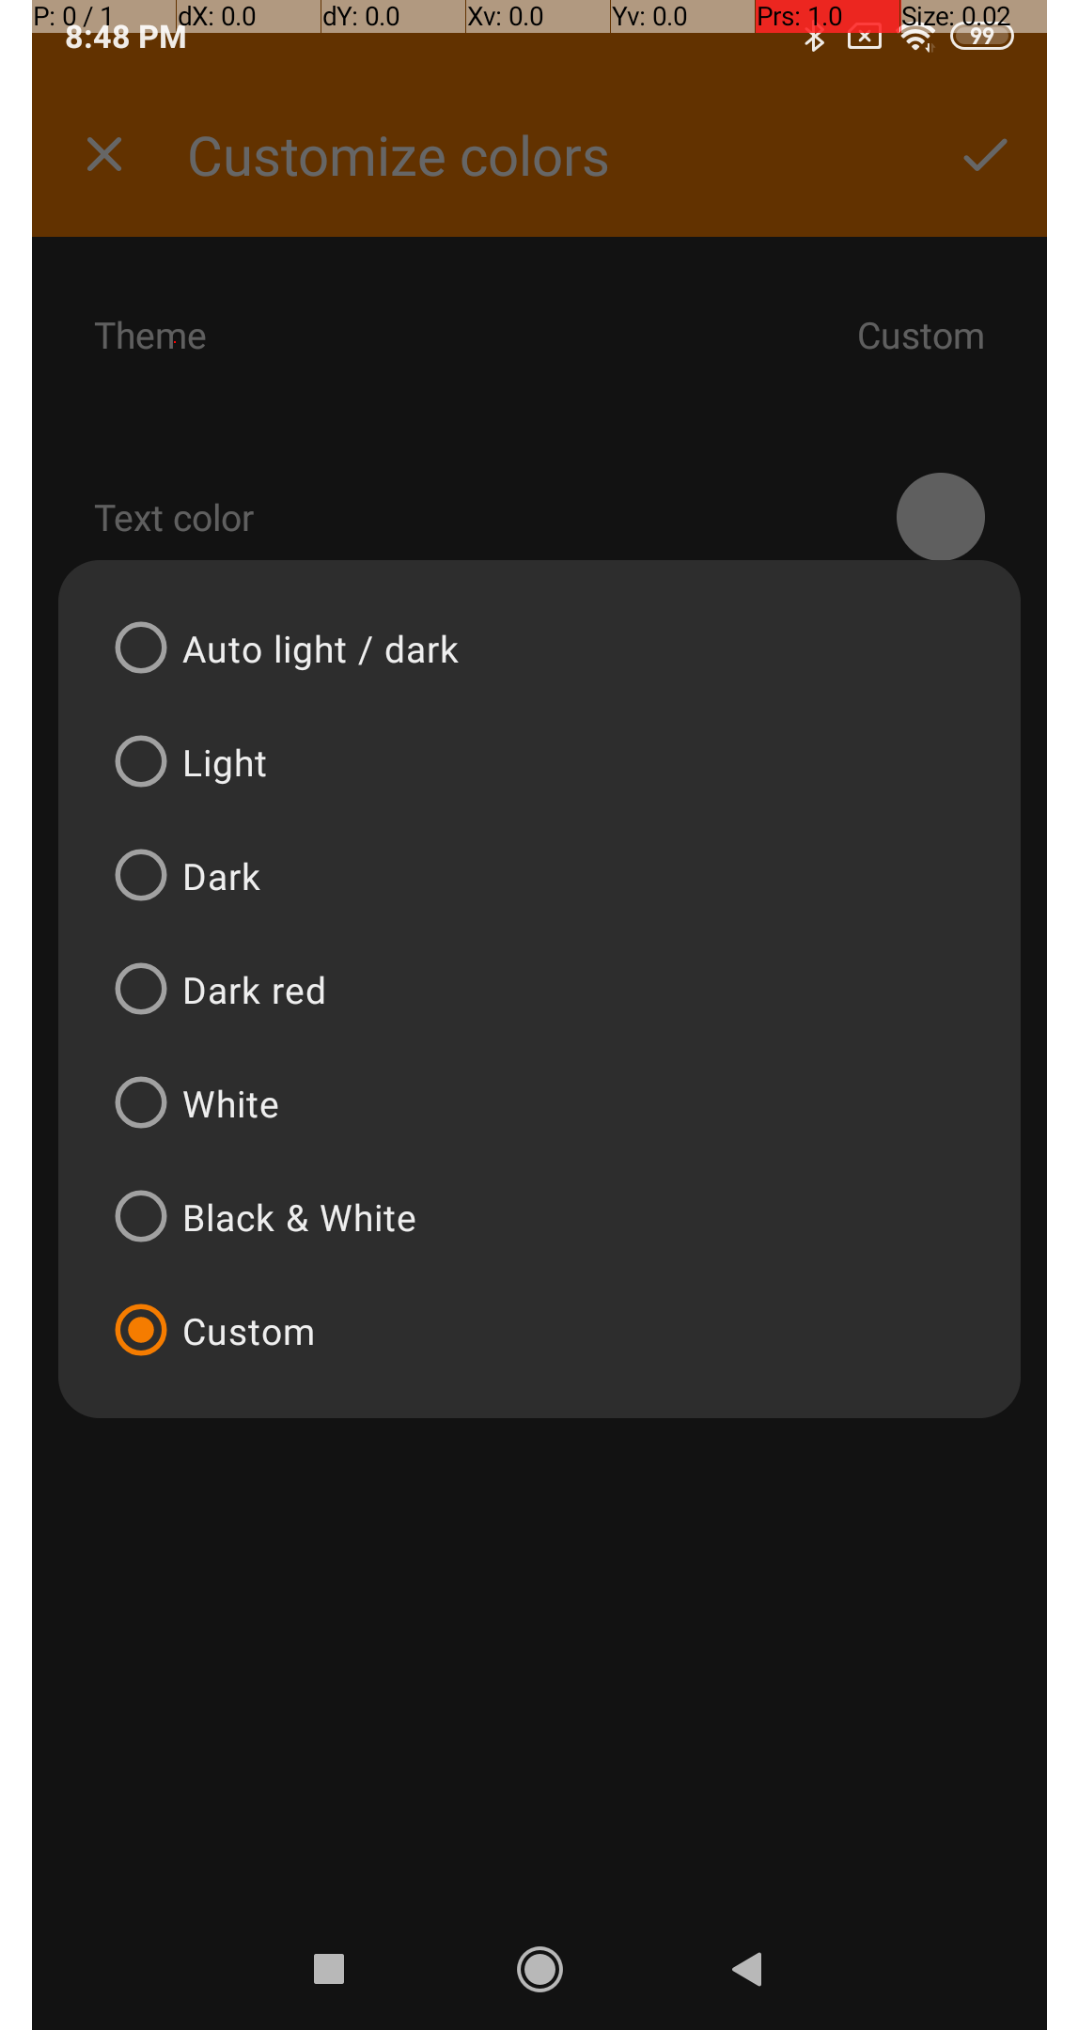 P: 0 / 1 dX: 0.0 dY: 0.0 Xv: 0.0 Yv: 0.0 Prs: 1.0 Size: 0.02
8:48 PM 99
Customize colors
Theme Custom
Text color
Auto light / dark
Light
Dark
Dark red
White
Black & White
Custom